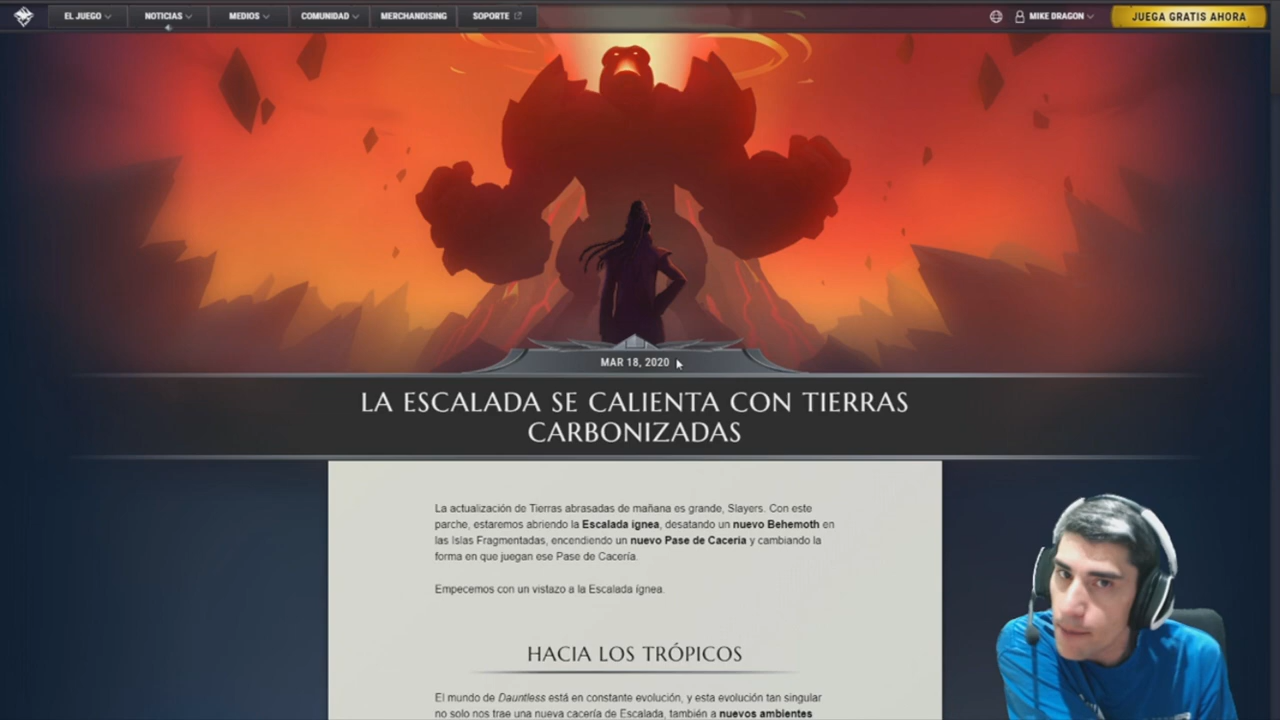 EL JUEGO NOTICIAS MEDIOS COMUNIDAD MERCHANDISING SOPORTE MIKE DRAGON JUEGA GRATIS AHORA
MAR 18, 2020
LA ESCALADA SE CALIENTA CON TIERRAS
CARBONIZADAS
La actualización de Tierras abrasadas de mañana es grande, Slayers. Con este
parche, estaremos abriendo la Escalada ígnea, desatando un nuevo Behemoth en
las Islas Fragmentadas, encendiendo un nuevo Pase de Cacería y cambiando la
forma en que juegan ese Pase de Cacería.
Empecemos con un vistazo a la Escalada ígnea.
HACIA LOS TRÓPICOS
El mundo de Dauntless está en constante evolución, y esta evolución tan singular
no solo nos trae una nueva cacería de Escalada, también a nuevos ambientes